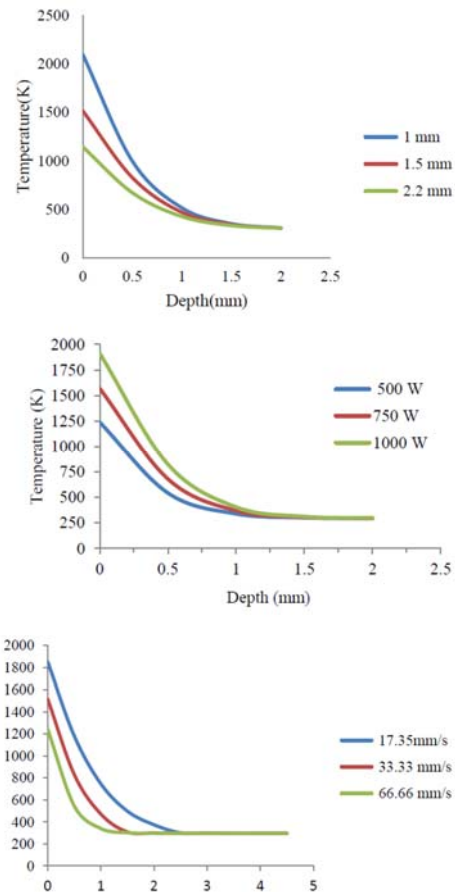 2500
2000
1500
1000
500
0
Temperature(K)
0 0.5 1 1.5 2 2.5
Depth(mm)
1 mm
1.5 mm
2.2 mm
2000
1750
1500
1250
1000
750
500
250
0
Temperature (K)
0 0.5 1 1.5 2 2.5
Depth (mm)
500 W
750 W
1000 W
2000
1800
1600
1400
1200
1000
800
600
400
200
0
0 1 2 3 4 5
17.35mm/s
33.33 mm/s
66.66 mm/s